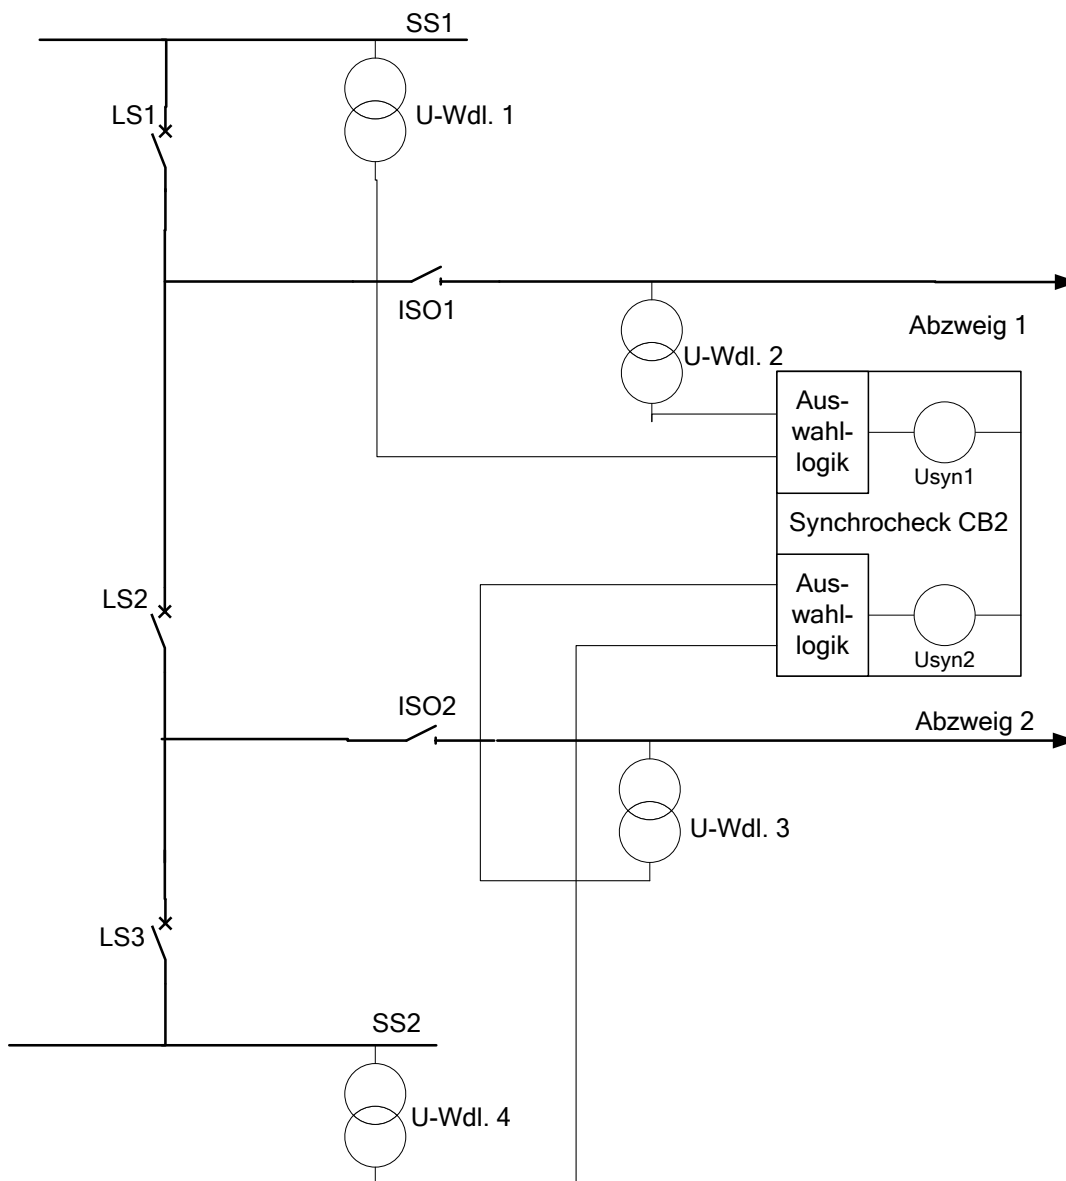 SS1
LS1
U-Wdl. 1
ISO1
Abzweig 1
U-Wdl. 2
Aus-
wahl-
logik
Usyn1
Synchrocheck CB2
LS2
Aus-
wahl-
logik
Usyn2
ISO2
Abzweig 2
U-Wdl. 3
LS3
SS2
U-Wdl. 4